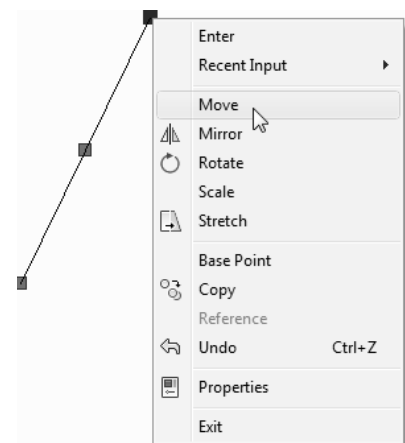 Enter
Recent Input
Move
Mirror
Rotate
Scale
Stretch
Base Point
Copy
Reference
Undo Ctrl+Z
Properties
Exit